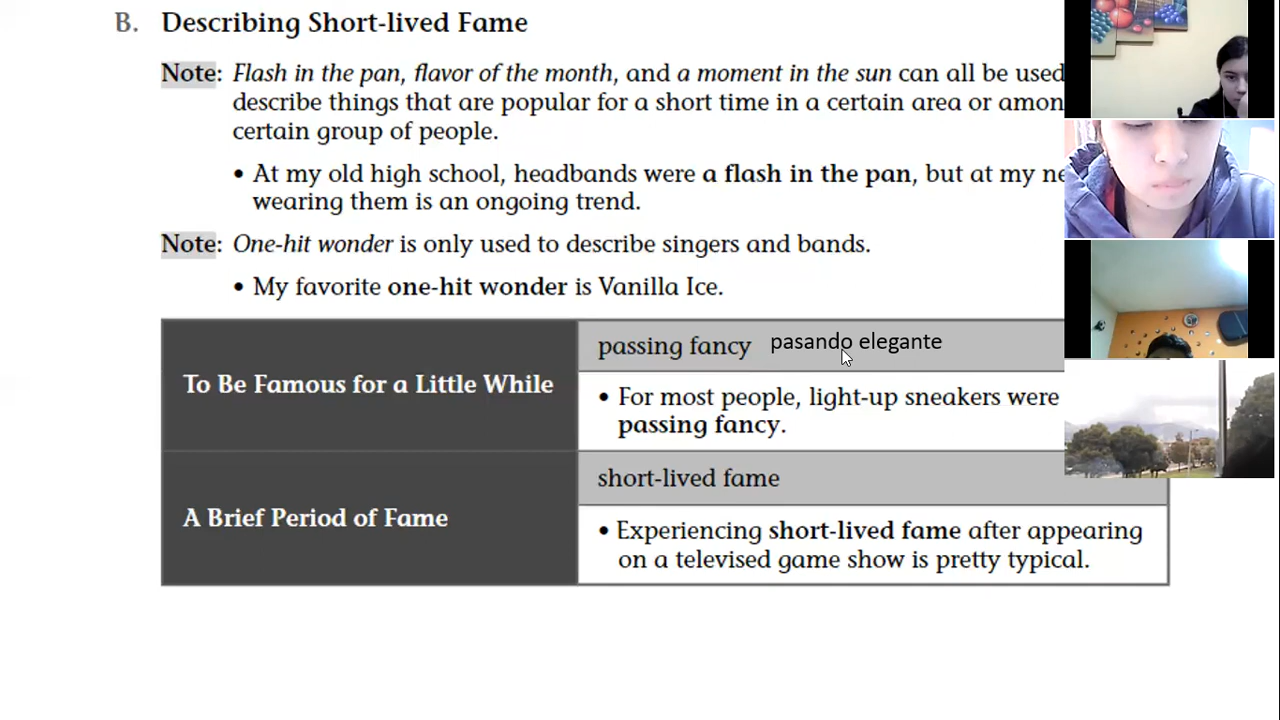 B. Describing Short-lived Fame
Note: Flash in the pan, flavor of the month, and a moment in the sun can all be used
describe things that are popular for a short time in a certain area or
certain group of people.
• At my old high school, headbands were a flash in the pan, but at my
wearing them is an ongoing trend.
Note: One-hit wonder is only used to describe singers and bands.
• My favorite one-hit wonder is Vanilla Ice.
To Be Famous for a Little While
passing fancy pasando elegante
• For most people, light-up sneakers were
passing fancy.
A Brief Period of Fame
short-lived fame
• Experiencing short-lived fame after appearing
on a televised game show is pretty typical.